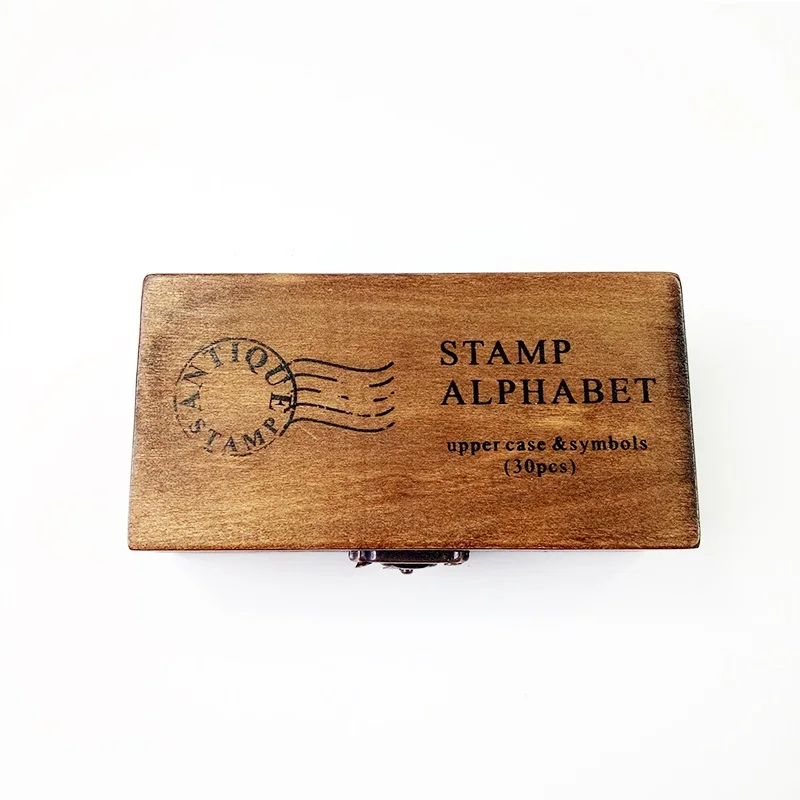 ANTIQUE
STAMP
STAMP
ALPHABET
upper case &symbols
(30pcs)